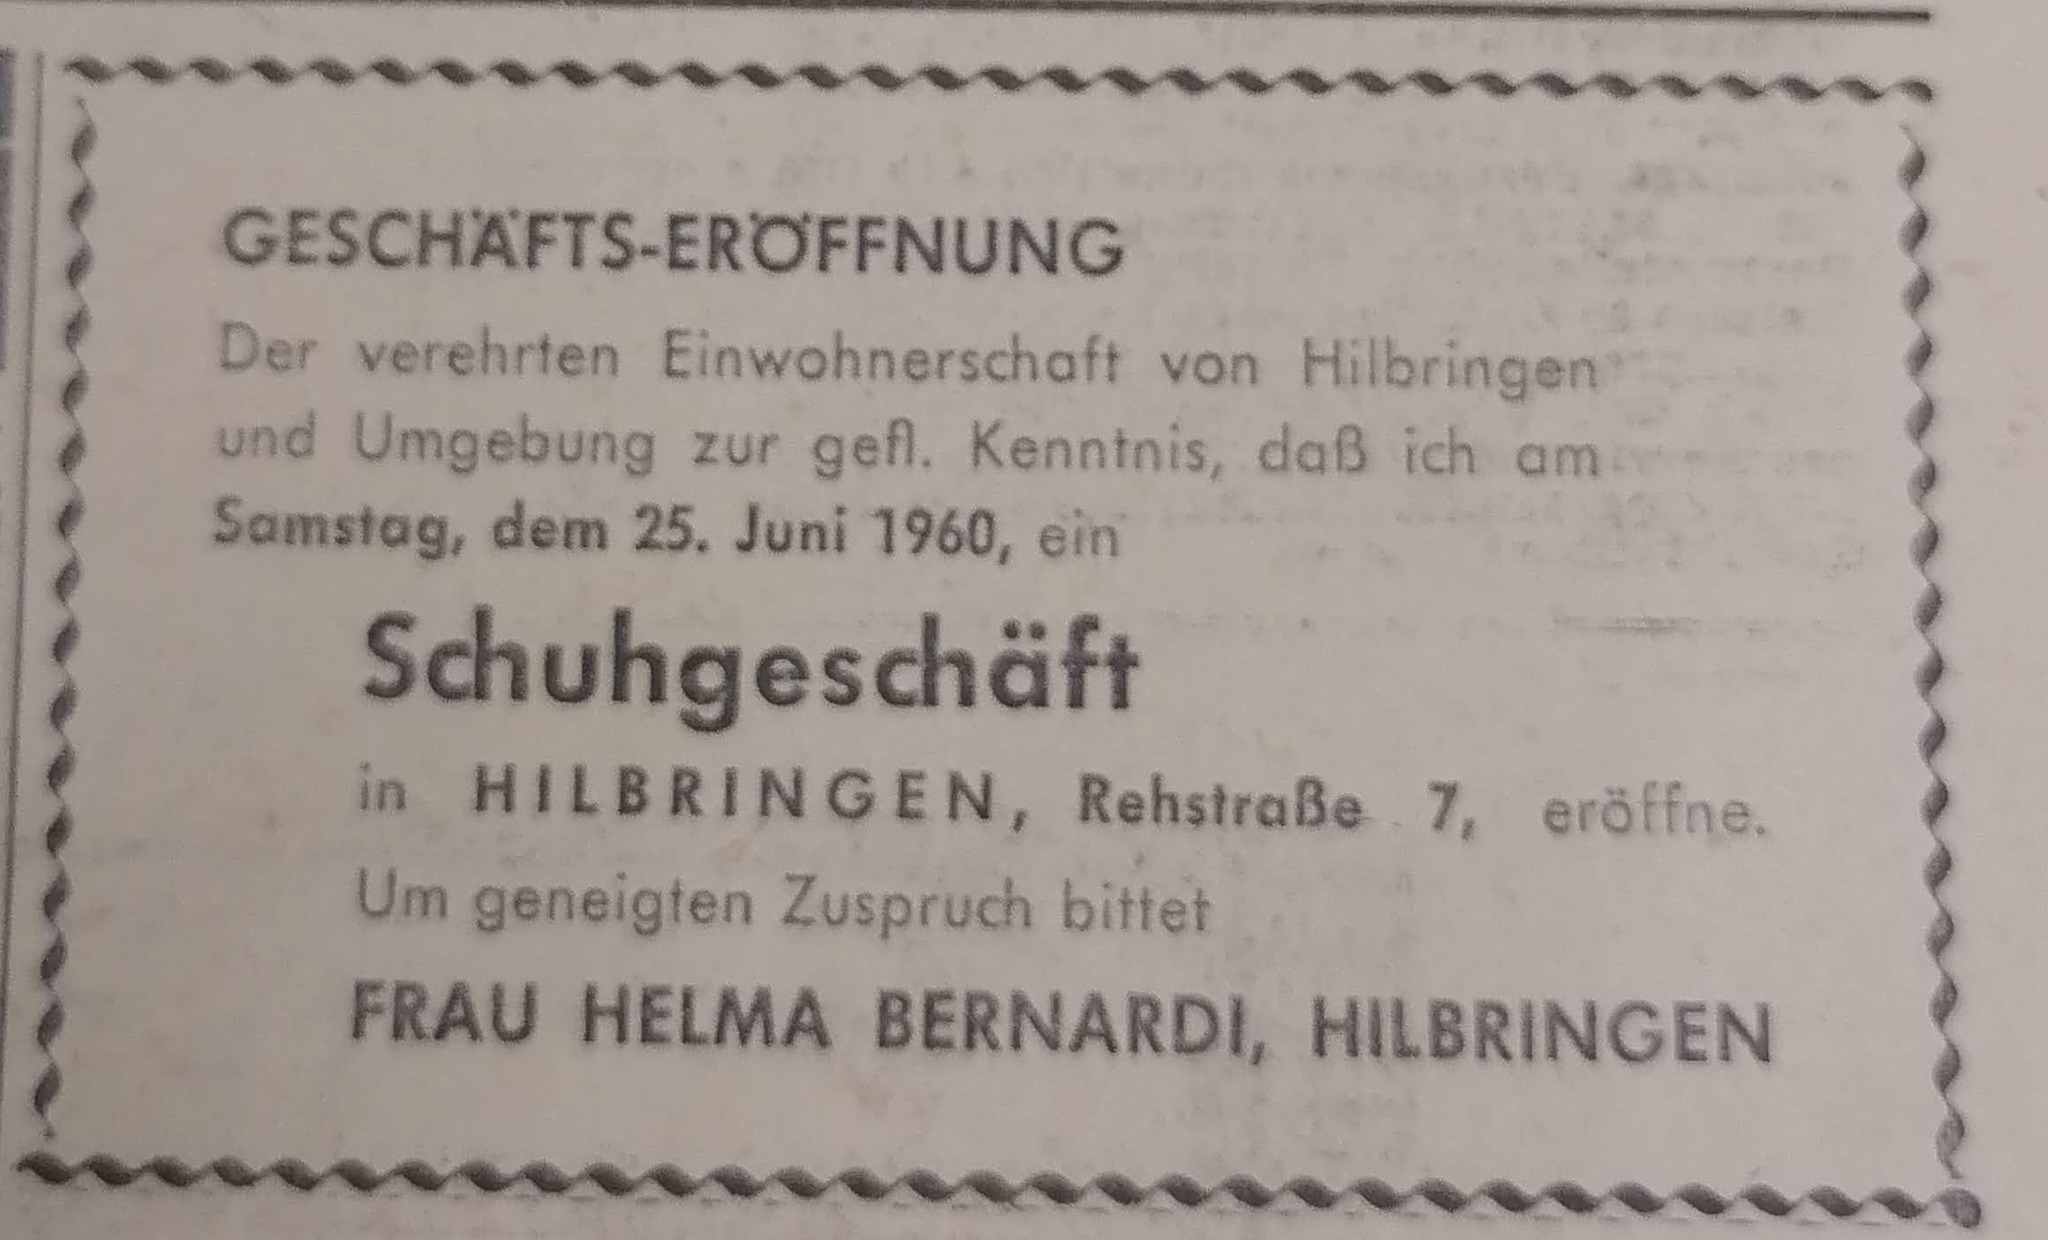 GESCHÄFTS-ERÖFFNUNG
Der verehrten Einwohnerschaft von Hilbringen
und Umgebung zur gefl. Kenntnis, daß ich am
Samstag, dem 25. Juni 1960, ein
Schuhgeschäft
in HILBRINGEN, Rehstraße 7, eröffne.
Um geneigten Zuspruch bittet
FRAU HELMA BERNARDI, HILBRINGEN